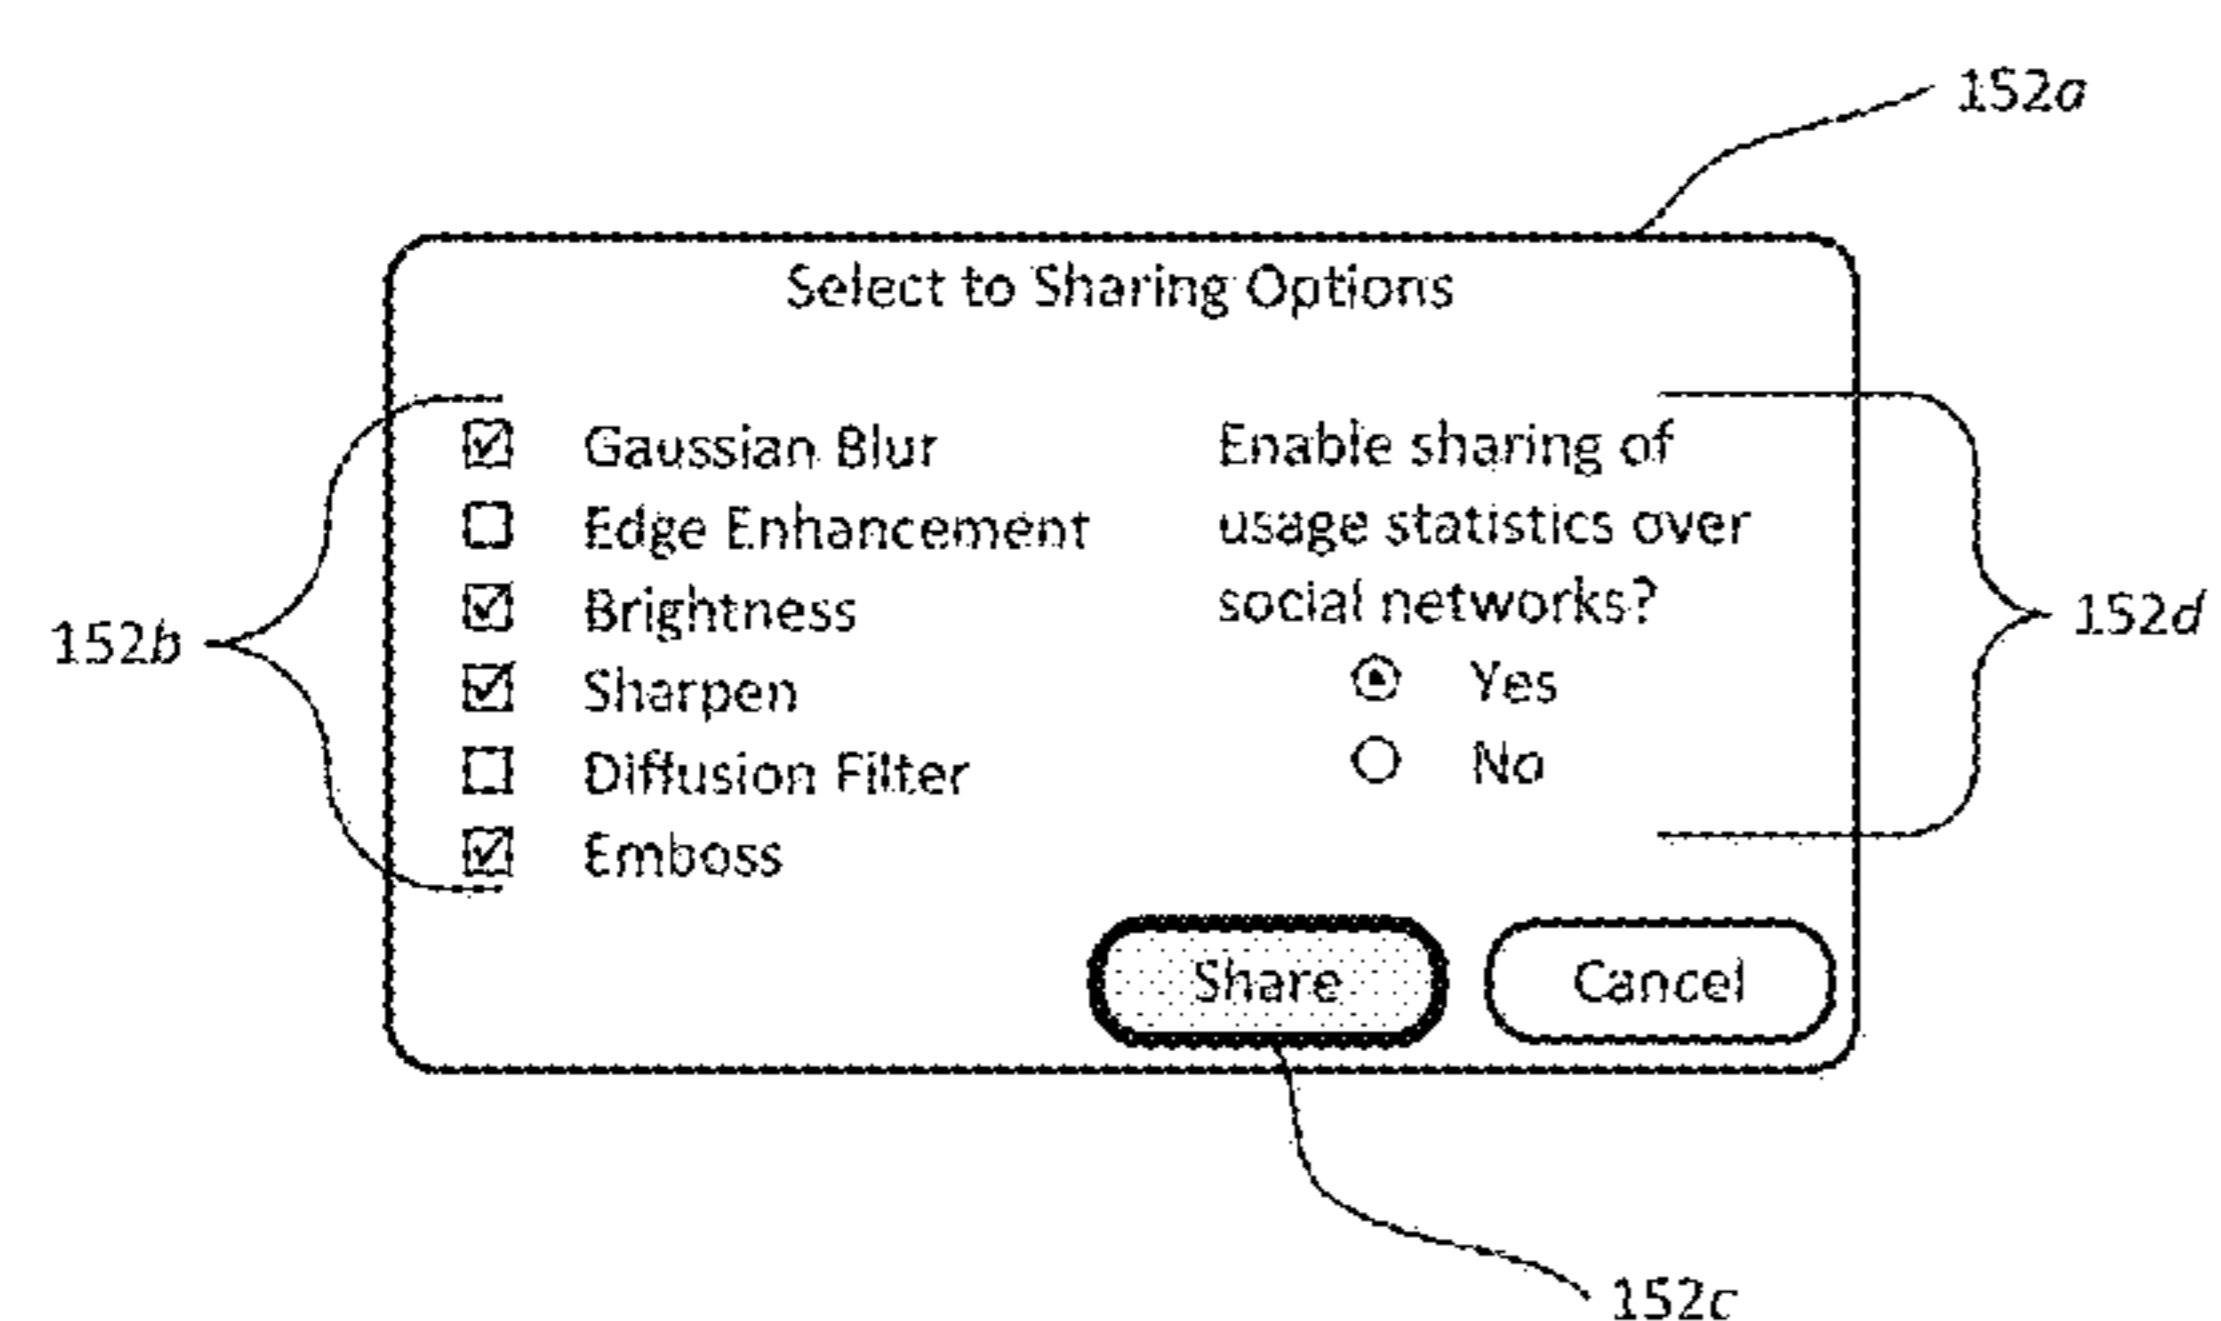 152a
Select to Sharing Options
Gaussian Blur
Edge Enhancement
Brightness
Sharpen
Diffusion Filter
Emboss
152b
Enable sharing of
usage statistics over
social networks?
Yes
No
152d
Share
Cancel
152c